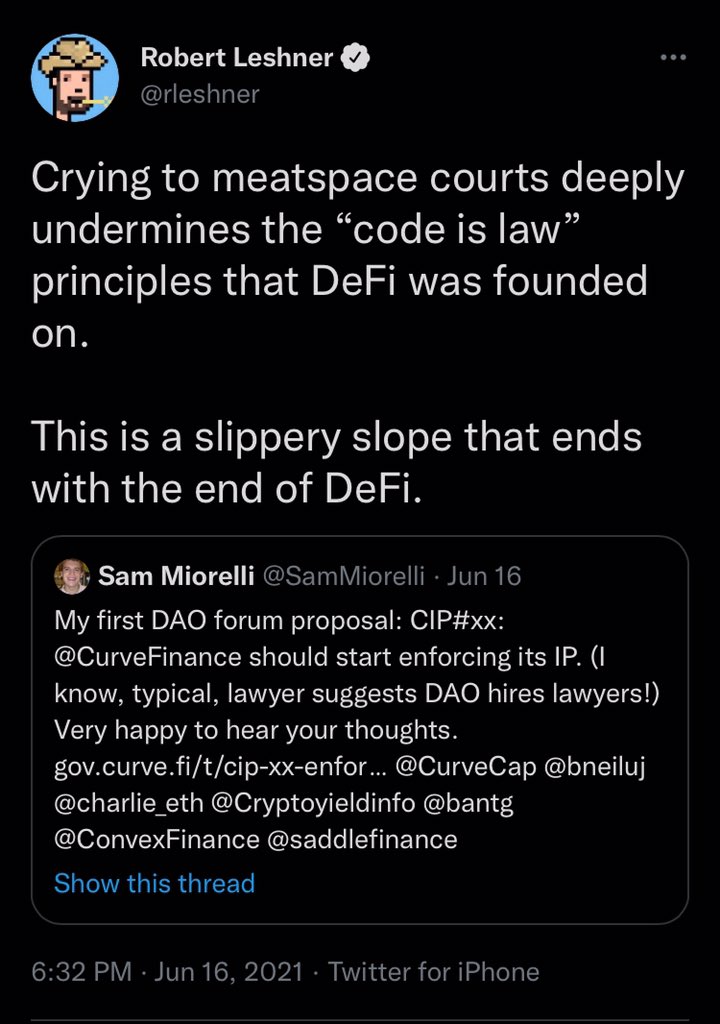 Robert Leshner
@rleshner
Crying to meatspace courts deeply
undermines the “code is law”
principles that DeFi was founded
on.
This is a slippery slope that ends
with the end of DeFi.
Sam Miorelli @SamMiorelli · Jun 16
My first DAO forum proposal: CIP#xx:
@CurveFinance should start enforcing its IP. (I
know, typical, lawyer suggests DAO hires lawyers!)
Very happy to hear your thoughts.
gov.curve.fi/t/cip-xx-enfor… @CurveCap @bneiluj
@charlie_eth @Cryptoyieldinfo @bantg
@ConvexFinance @saddlefinance
Show this thread
6:32 PM · Jun 16, 2021 · Twitter for iPhone